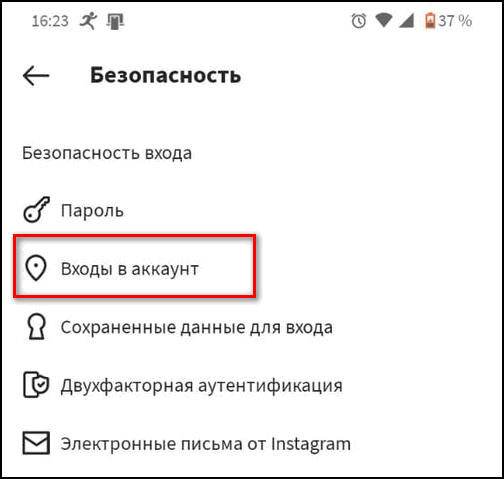 16:23 37 %
Безопасность
Безопасность входа
Пароль
Входы в аккаунт
Сохраненные данные для входа
Двухфакторная аутентификация
Электронные письма от Instagram